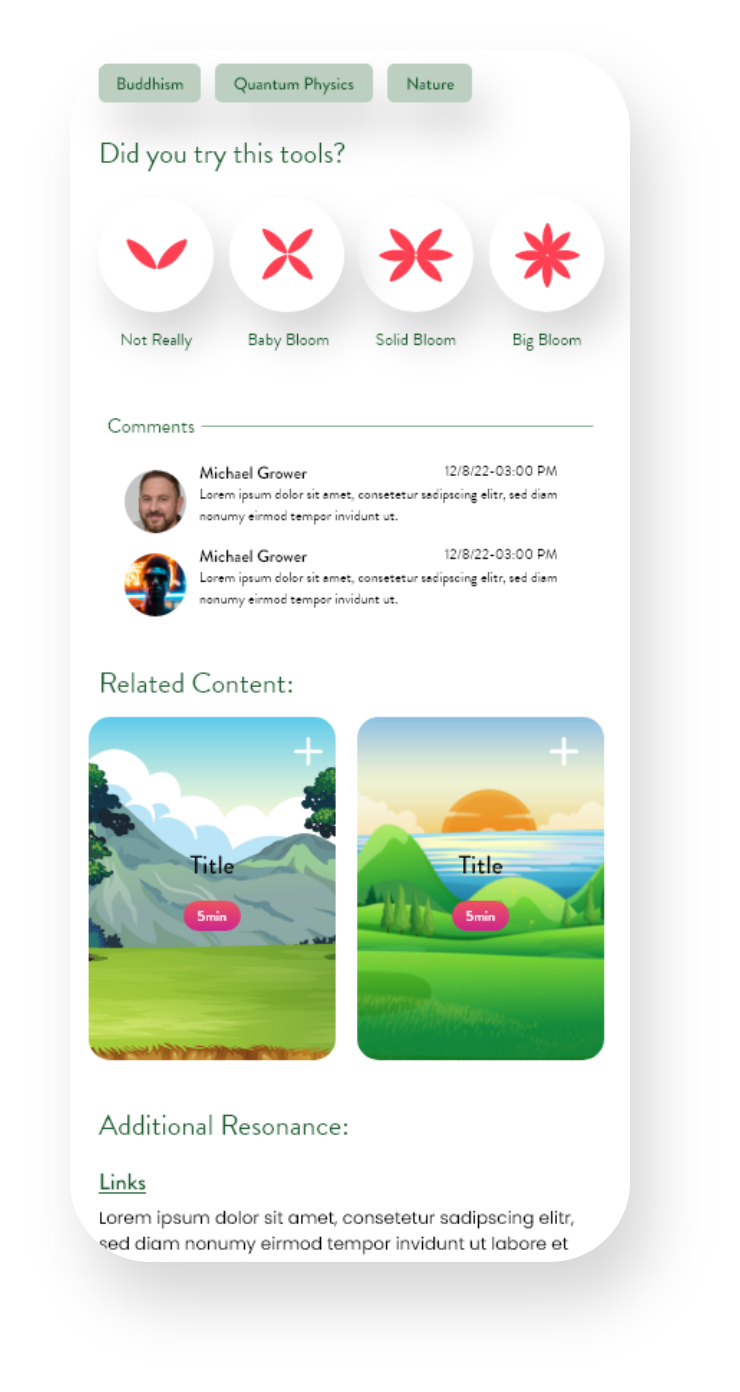 Buddhism Quantum Physics Nature
Did you try this tools?
Not Really Baby Bloom Solid Bloom Big Bloom
Comments
Michael Grower 12/8/22-03:00 PM
Lorem ipsum dolor sit amet, consetetur sadipscing elitr, sed diam
nonumy eirmod tempor invidunt ut.
Michael Grower 12/8/22-03:00 PM
Lorem ipsum dolor sit amet, consetetur sadipscing elitr, sed diam
nonumy eirmod tempor invidunt ut.
Related Content:
Title Title
5min 5min
Additional Resonance:
Links
Lorem ipsum dolor sit amet, consetetur sadipscing elitr,
sed diam nonumy eirmod tempor invidunt ut labore et